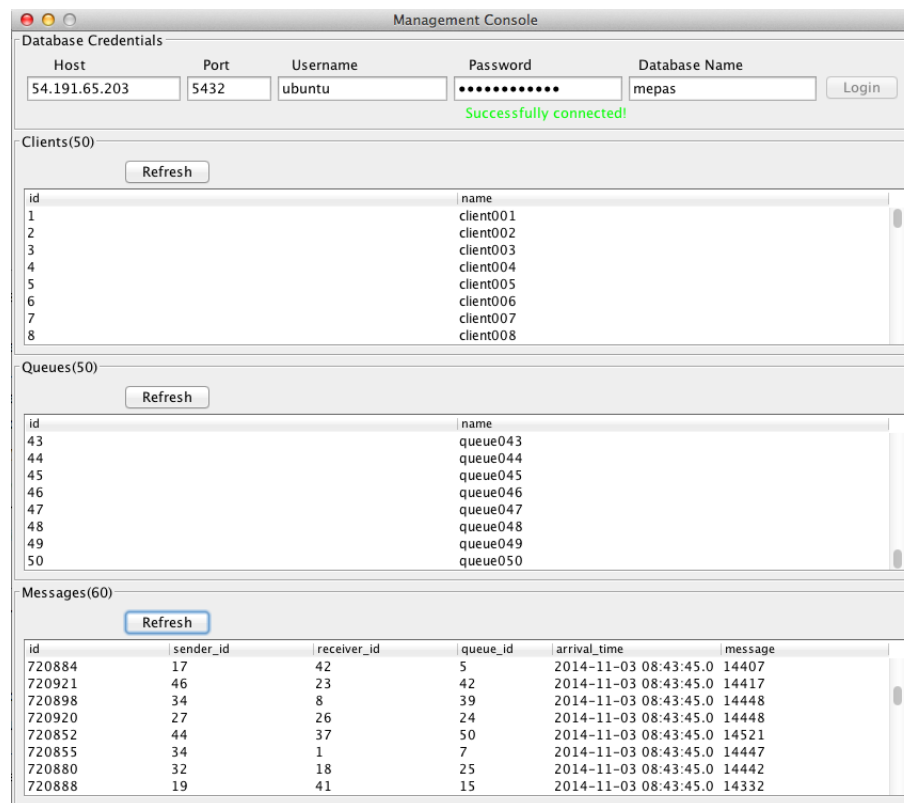 Management Console
Database Credentials
Host Port Username Password Database Name
54.191.65.203 5432 ubuntu •••••••••••• mepas Login
Successfully connected!
Clients(50)
Refresh
id name
1 client001
2 client002
3 client003
4 client004
5 client005
6 client006
7 client007
8 client008
Queues(50)
Refresh
id name
43 queue043
44 queue044
45 queue045
46 queue046
47 queue047
48 queue048
49 queue049
50 queue050
Messages(60)
Refresh
id sender_id receiver_id queue_id arrival_time message
720884 17 42 5 2014-11-03 08:43:45.0 14407
720921 46 23 42 2014-11-03 08:43:45.0 14417
720898 34 8 39 2014-11-03 08:43:45.0 14448
720920 27 26 24 2014-11-03 08:43:45.0 14448
720852 44 37 50 2014-11-03 08:43:45.0 14521
720855 34 1 7 2014-11-03 08:43:45.0 14447
720880 32 18 25 2014-11-03 08:43:45.0 14442
720888 19 41 15 2014-11-03 08:43:45.0 14332